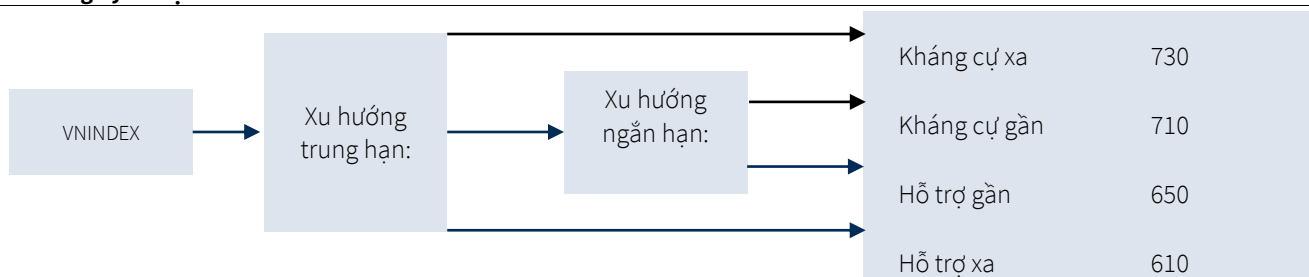 VNINDEX
Xu hướng
trung hạn:
Xu hướng
ngắn hạn:
Kháng cự xa 730
Kháng cự gần 710
Hỗ trợ gần 650
Hỗ trợ xa 610